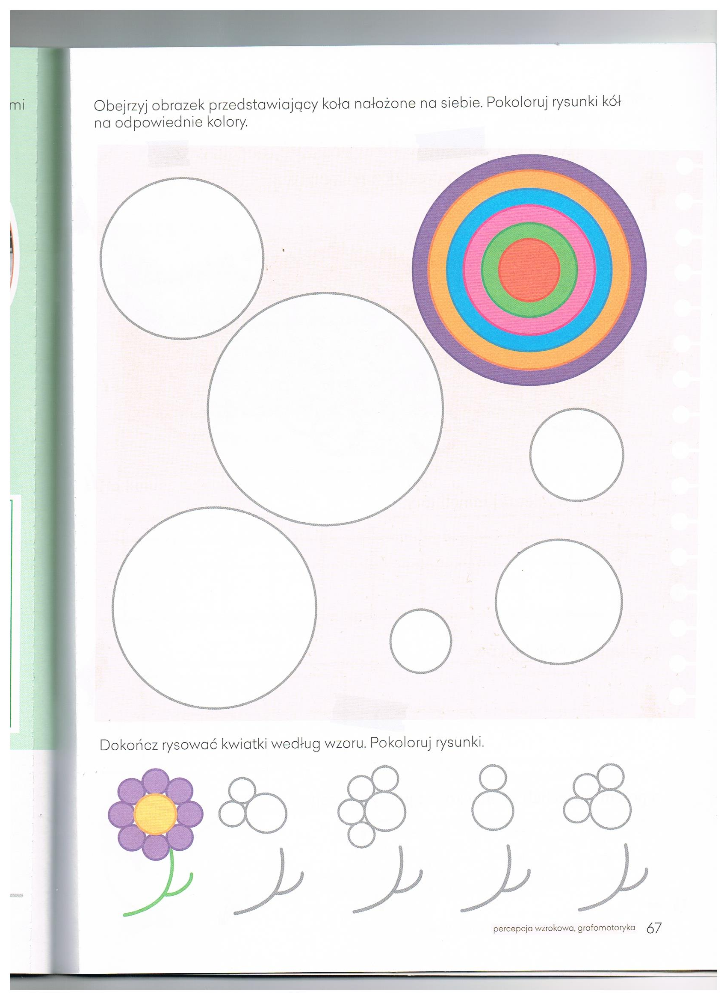 mi
Obejrzyj obrazek przedstawiający koła nałożone na siebie. Pokoloruj rysunki kół
na odpowiednie kolory.
Dokończ rysować kwiatki według wzoru. Pokoloruj rysunki.
percepcja wzrokowa, grafomotoryka 67